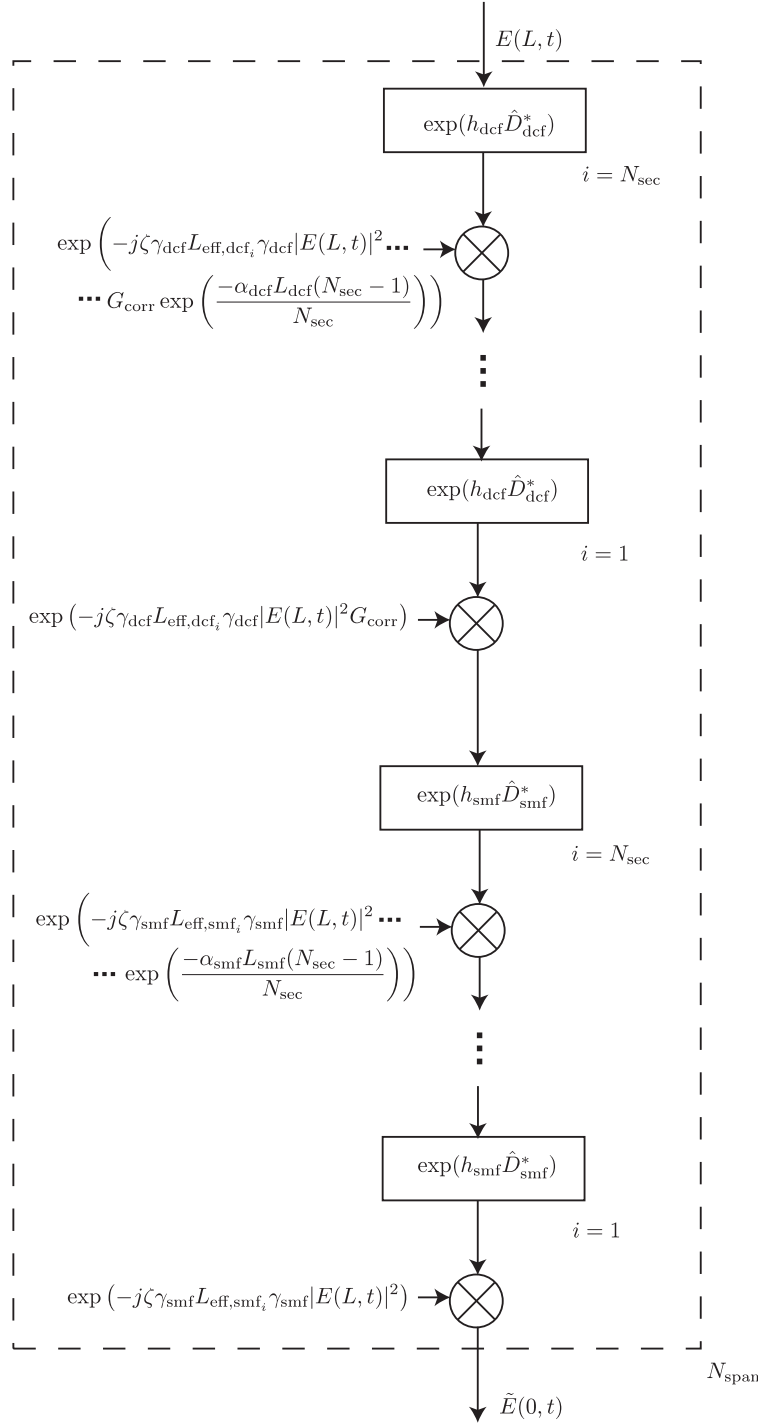 E(L, t)
exp(h_dcf D̂*_dcf)
i = N_sec
exp(−jζγ_dcf L_eff,dcf_i γ_dcf|E(L, t)|² ⋯
⋯ G_corr exp(−α_dcf L_dcf(N_sec − 1)/N_sec))
⋮
exp(h_dcf D̂*_dcf)
i = 1
exp(−jζγ_dcf L_eff,dcf_i γ_dcf|E(L, t)|² G_corr)
exp(h_smf D̂*_smf)
i = N_sec
exp(−jζγ_smf L_eff,smf_i γ_smf|E(L, t)|² ⋯
⋯ exp(−α_smf L_smf(N_sec − 1)/N_sec))
⋮
exp(h_smf D̂*_smf)
i = 1
exp(−jζγ_smf L_eff,smf_i γ_smf|E(L, t)|²)
N_span
Ẽ(0, t)